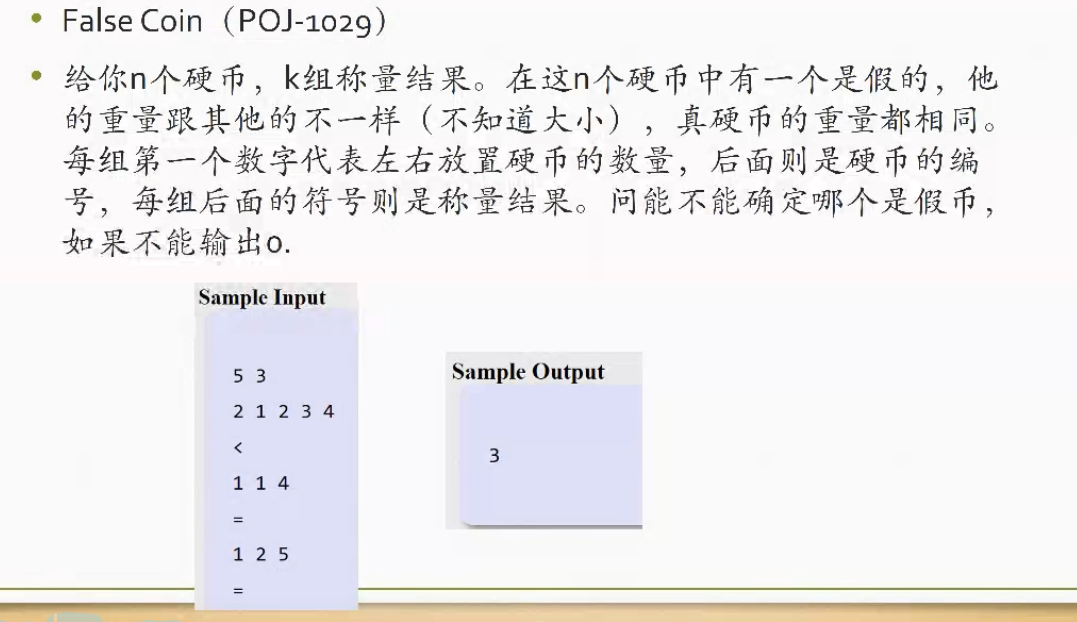 False Coin（POJ-1029）
给你n个硬币，k组称量结果。在这n个硬币中有一个是假的，他
的重量跟其他的不一样（不知道大小），真硬币的重量都相同。
每组第一个数字代表左右放置硬币的数量，后面则是硬币的编
号，每组后面的符号则是称量结果。问能不能确定哪个是假币，
如果不能输出0.
Sample Input
5 3
2 1 2 3 4
<
1 1 4
=
1 2 5
=
Sample Output
3